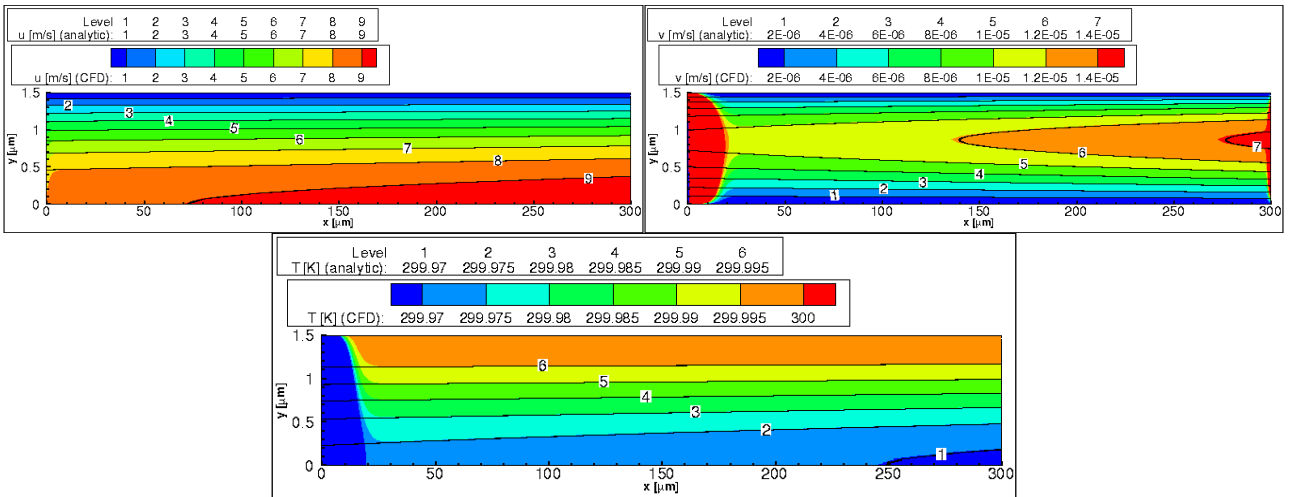 Level 1 2 3 4 5 6 7 8 9
u [m/s] (analytic): 1 2 3 4 5 6 7 8 9
u [m/s] (CFD): 1 2 3 4 5 6 7 8 9
1.5
1
0.5
0
y [μm]
2
3
4
5
6
7
8
9
0 50 100 150 200 250 300
x [μm]
Level 1 2 3 4 5 6 7
v [m/s] (analytic): 2E-06 4E-06 6E-06 8E-06 1E-05 1.2E-05 1.4E-05
v [m/s] (CFD): 2E-06 4E-06 6E-06 8E-06 1E-05 1.2E-05 1.4E-05
1.5
1
0.5
0
y [μm]
6
7
5
4
3
2
1
50 100 150 200 250 300
x [μm]
Level 1 2 3 4 5 6
T [K] (analytic): 299.97 299.975 299.98 299.985 299.99 299.995
T [K] (CFD): 299.97 299.975 299.98 299.985 299.99 299.995 300
1.5
1
0.5
0
y [μm]
6
5
4
3
2
1
0 50 100 150 200 250 300
x [μm]